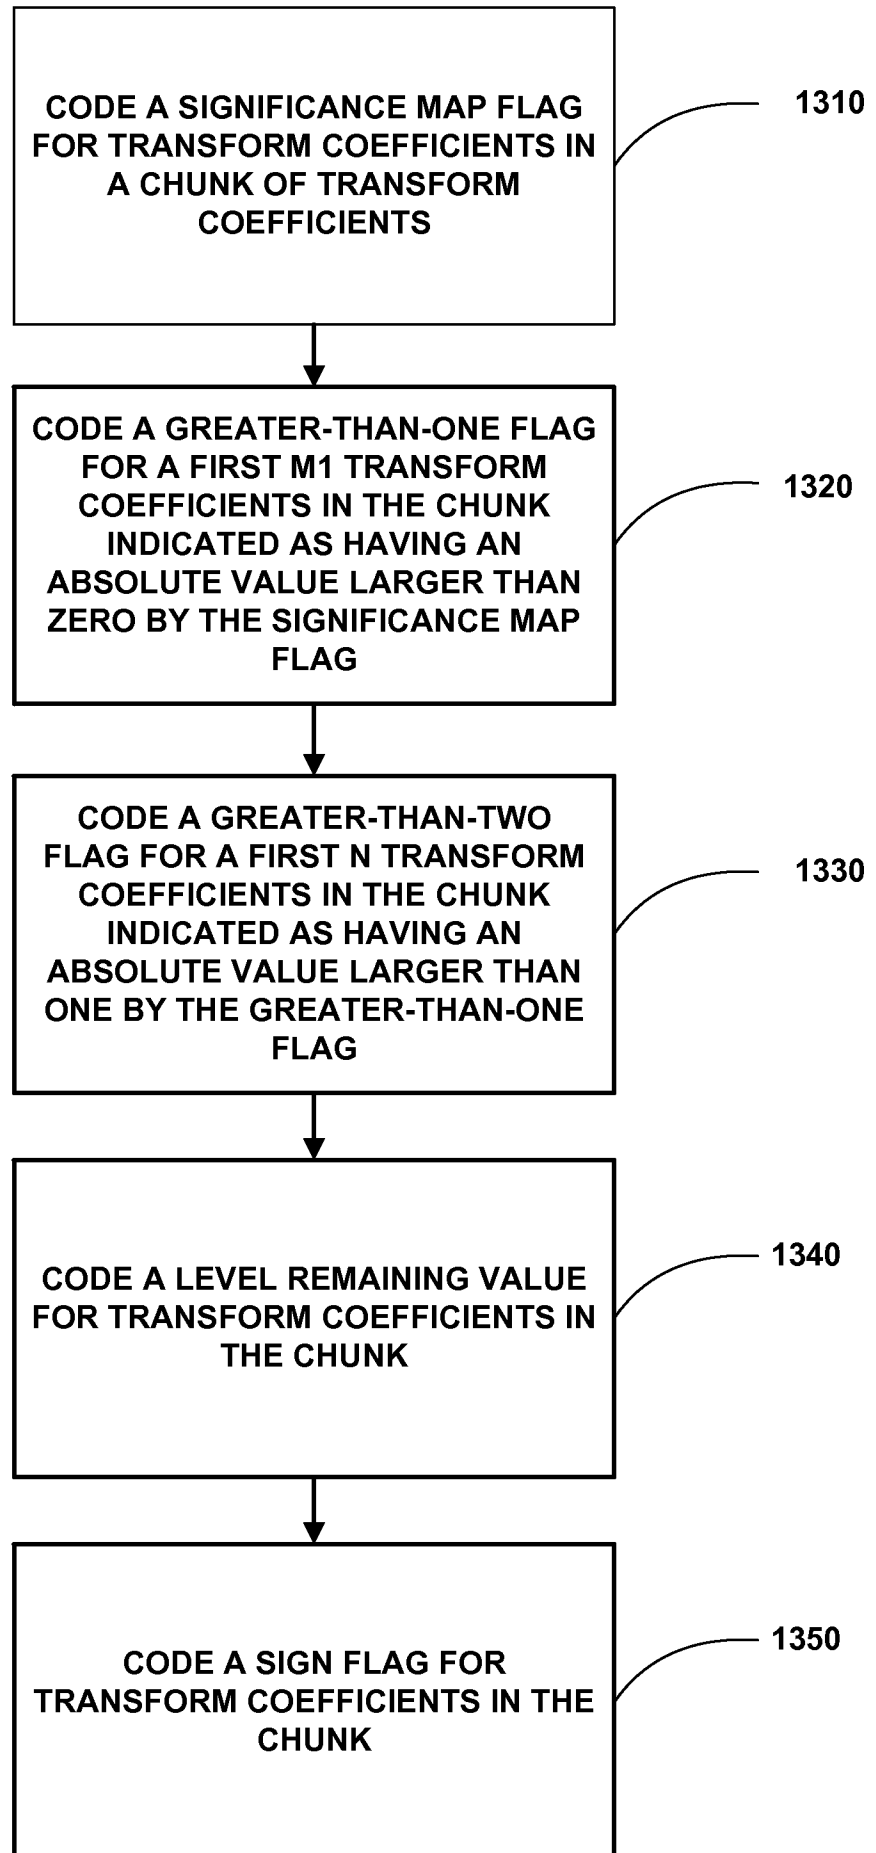 CODE A SIGNIFICANCE MAP FLAG
FOR TRANSFORM COEFFICIENTS IN
A CHUNK OF TRANSFORM
COEFFICIENTS
1310
CODE A GREATER-THAN-ONE FLAG
FOR A FIRST M1 TRANSFORM
COEFFICIENTS IN THE CHUNK
INDICATED AS HAVING AN
ABSOLUTE VALUE LARGER THAN
ZERO BY THE SIGNIFICANCE MAP
FLAG
1320
CODE A GREATER-THAN-TWO
FLAG FOR A FIRST N TRANSFORM
COEFFICIENTS IN THE CHUNK
INDICATED AS HAVING AN
ABSOLUTE VALUE LARGER THAN
ONE BY THE GREATER-THAN-ONE
FLAG
1330
CODE A LEVEL REMAINING VALUE
FOR TRANSFORM COEFFICIENTS IN
THE CHUNK
1340
CODE A SIGN FLAG FOR
TRANSFORM COEFFICIENTS IN THE
CHUNK
1350